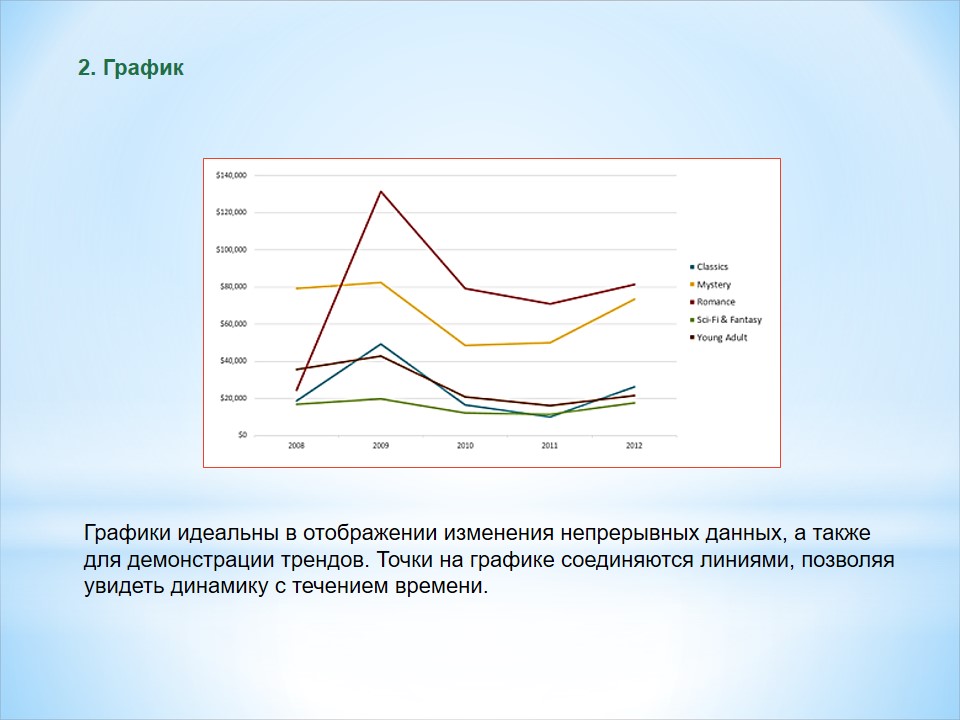 2. График
$140,000
$120,000
$100,000
$80,000
$60,000
$40,000
$20,000
$0
2008 2009 2010 2011 2012
Classics
Mystery
Romance
Sci-Fi & Fantasy
Young Adult
Графики идеальны в отображении изменения непрерывных данных, а также
для демонстрации трендов. Точки на графике соединяются линиями, позволяя
увидеть динамику с течением времени.